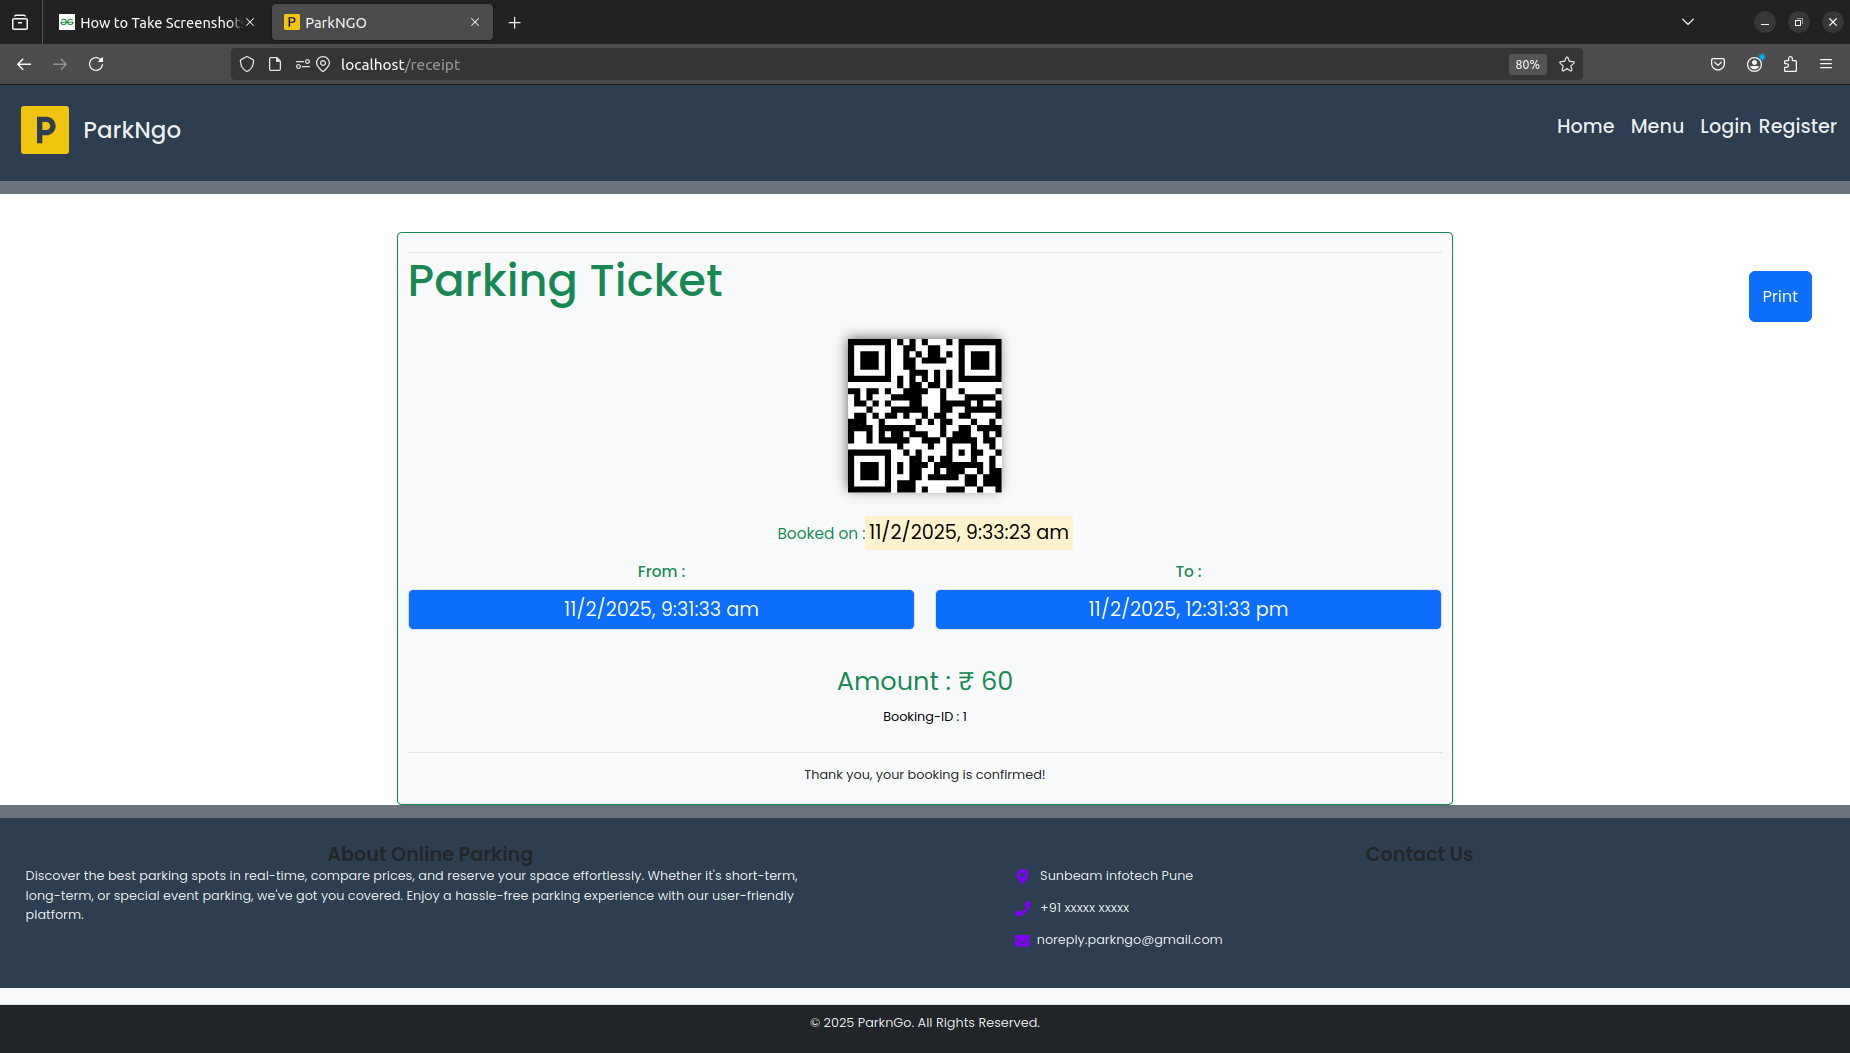 How to Take Screenshot
ParkNGO
localhost/receipt
80%
P
ParkNgo
Home Menu Login Register
Parking Ticket
Print
Booked on : 11/2/2025, 9:33:23 am
From :
To :
11/2/2025, 9:31:33 am
11/2/2025, 12:31:33 pm
Amount : ₹ 60
Booking-ID : 1
Thank you, your booking is confirmed!
About Online Parking
Discover the best parking spots in real-time, compare prices, and reserve your space effortlessly. Whether it's short-term,
long-term, or special event parking, we've got you covered. Enjoy a hassle-free parking experience with our user-friendly
platform.
Contact Us
Sunbeam infotech Pune
+91 xxxxx xxxxx
noreply.parkngo@gmail.com
© 2025 ParknGo. All Rights Reserved.